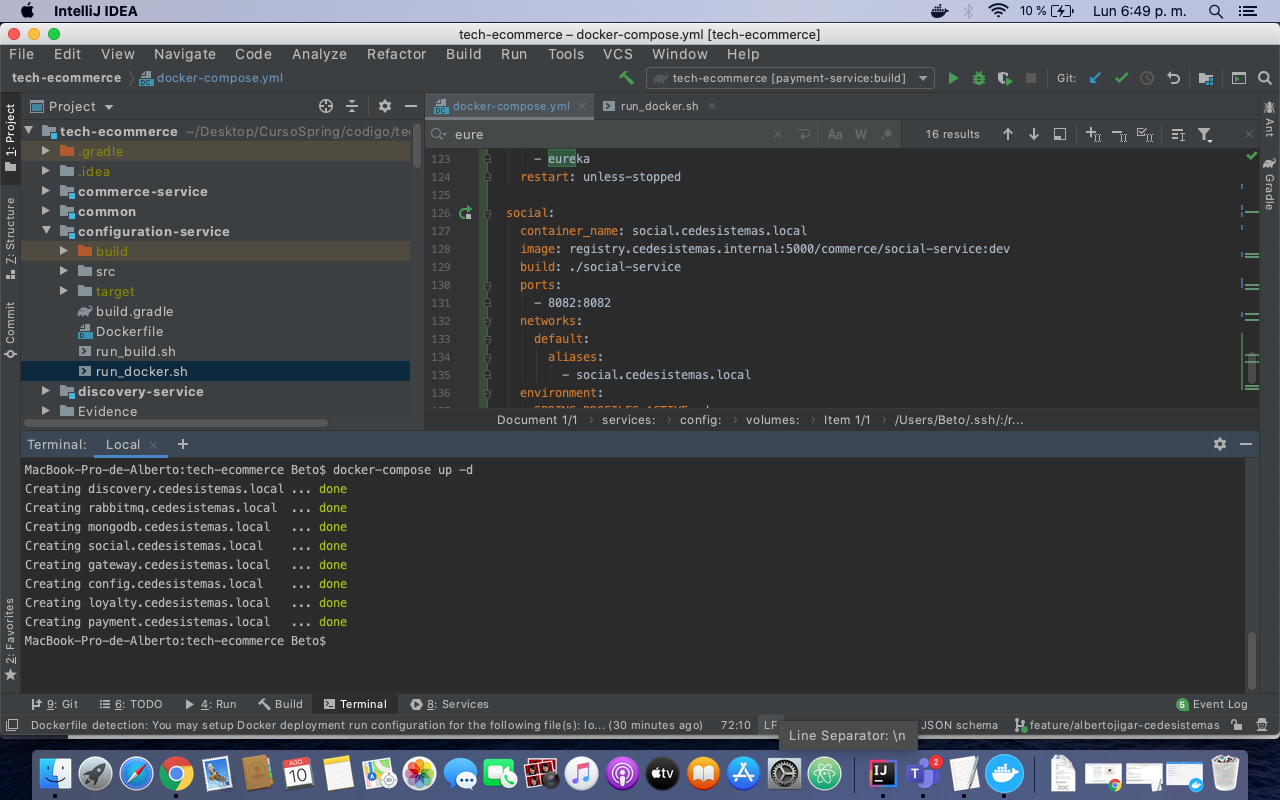 IntelliJ IDEA
10 %
Lun 6:49 p. m.
tech-ecommerce – docker-compose.yml [tech-ecommerce]
File Edit View Navigate Code Analyze Refactor Build Run Tools VCS Window Help
tech-ecommerce docker-compose.yml
tech-ecommerce [payment-service:build]
Git:
Project
docker-compose.yml
run_docker.sh
eure
Aa W .*
16 results
1: Project
Z: Structure
Commit
2: Favorites
Ant
Gradle
tech-ecommerce ~/Desktop/CursoSpring/codigo/te
.gradle
.idea
commerce-service
common
configuration-service
build
src
target
build.gradle
Dockerfile
run_build.sh
run_docker.sh
discovery-service
Evidence
123 - eureka
124 restart: unless-stopped
125
126 social:
127 container_name: social.cedesistemas.local
128 image: registry.cedesistemas.internal:5000/commerce/social-service:dev
129 build: ./social-service
130 ports:
131 - 8082:8082
132 networks:
133 default:
134 aliases:
135 - social.cedesistemas.local
136 environment:
Document 1/1 › services: › config: › volumes: › Item 1/1 › /Users/Beto/.ssh/:/r...
Terminal: Local
MacBook-Pro-de-Alberto:tech-ecommerce Beto$ docker-compose up -d
Creating discovery.cedesistemas.local ... done
Creating rabbitmq.cedesistemas.local ... done
Creating mongodb.cedesistemas.local ... done
Creating social.cedesistemas.local ... done
Creating gateway.cedesistemas.local ... done
Creating config.cedesistemas.local ... done
Creating loyalty.cedesistemas.local ... done
Creating payment.cedesistemas.local ... done
MacBook-Pro-de-Alberto:tech-ecommerce Beto$
9: Git
6: TODO
4: Run
Build
Terminal
8: Services
5 Event Log
Dockerfile detection: You may setup Docker deployment run configuration for the following file(s): lo... (30 minutes ago)
72:10
LF
JSON schema
feature/albertojigar-cedesistemas
Line Separator: \n
AGO
10
tv
IJ
2
DOC